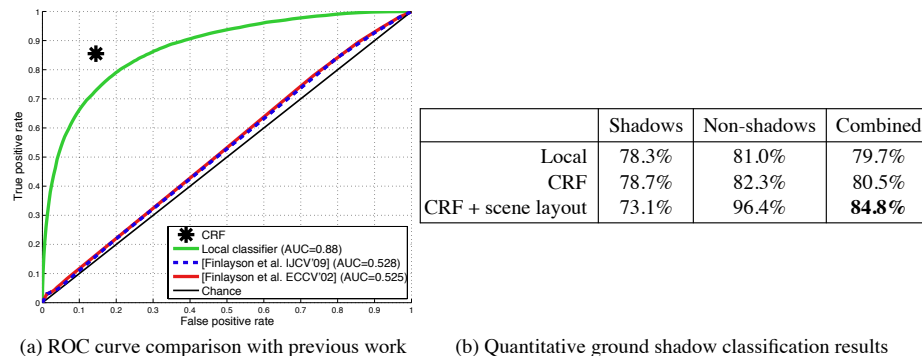 1
0.9
0.8
0.7
0.6
0.5
0.4
0.3
0.2
0.1
0
True positive rate
CRF
Local classifier (AUC=0.88)
[Finlayson et al. IJCV'09] (AUC=0.528)
[Finlayson et al. ECCV'02] (AUC=0.525)
Chance
0 0.1 0.2 0.3 0.4 0.5 0.6 0.7 0.8 0.9 1
False positive rate
(a) ROC curve comparison with previous work
Shadows Non-shadows Combined
Local 78.3% 81.0% 79.7%
CRF 78.7% 82.3% 80.5%
CRF + scene layout 73.1% 96.4% 84.8%
(b) Quantitative ground shadow classification results